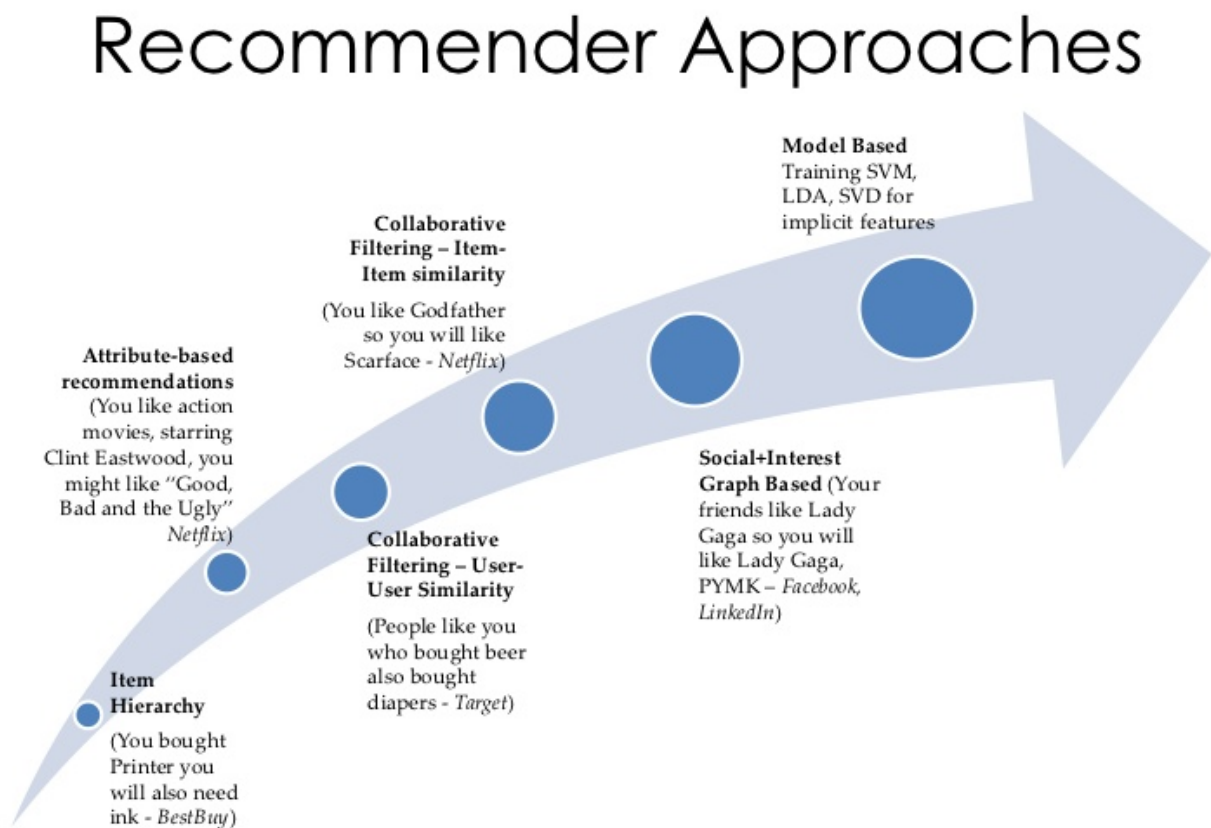 Recommender Approaches
Model Based
Training SVM,
LDA, SVD for
implicit features
Collaborative
Filtering – Item-
Item similarity
(You like Godfather
so you will like
Scarface - Netflix)
Attribute-based
recommendations
(You like action
movies, starring
Clint Eastwood, you
might like “Good,
Bad and the Ugly”
Netflix)
Social+Interest
Graph Based (Your
friends like Lady
Gaga so you will
like Lady Gaga,
PYMK – Facebook,
LinkedIn)
Collaborative
Filtering – User-
User Similarity
(People like you
who bought beer
also bought
diapers - Target)
Item
Hierarchy
(You bought
Printer you
will also need
ink - BestBuy)